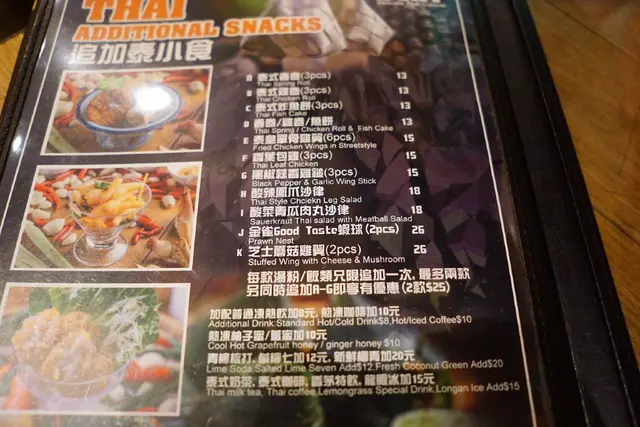 THAI
ADDITIONAL SNACKS
追加泰小食
A 泰式春卷(3pcs) 13
Thai Spring Roll
B 泰式雞卷(3pcs) 13
Thai Chicken Roll
C 泰式炸魚餅(3pcs) 13
Thai Fish Cake
D 春卷/雞卷/魚餅 13
Thai Spring / Chicken Roll & Fish Cake
E 雞翼(6pcs) 15
Fried Chicken Wings in Streetstyle
F 香葉包雞(3pcs) 15
Thai Leaf Chicken
G 黑椒蒜香雞鎚(3pcs) 15
Black Pepper & Garlic Wing Stick
H 酸辣鳳爪沙律 18
Thai Style Chciekn Leg Salad
I 酸菜青瓜肉丸沙律 18
Sauerkraut Thai salad with Meatball Salad
J 金雀Good Taste蝦球(2pcs) 26
Prawn Nest
K 芝士蘑菇雞翼(2pcs) 26
Stuffed Wing with Cheese & Mushroom
每款湯粉/飯類只限追加一次, 最多兩款
另同時追加A-G即享有優惠 (2款$25)
加配普通凍熱飲加8元, 熱凍咖啡加10元
Additional Drink:Standard Hot/Cold Drink$8,Hot/Iced Coffee$10
熱凍柚子蜜/薑蜜加10元
Cool Hot Grapefruit honey / ginger honey $10
青檸梳打, 鹹檸七加12元, 新鮮椰青加20元
Lime Soda,Salted Lime Seven Add$12,Fresh Coconut Green Add$20
泰式奶茶, 泰式咖啡, 香茅特飲, 龍眼冰加15元
Thai milk tea, Thai coffee,Lemongrass Special Drink,Longan Ice Add$15